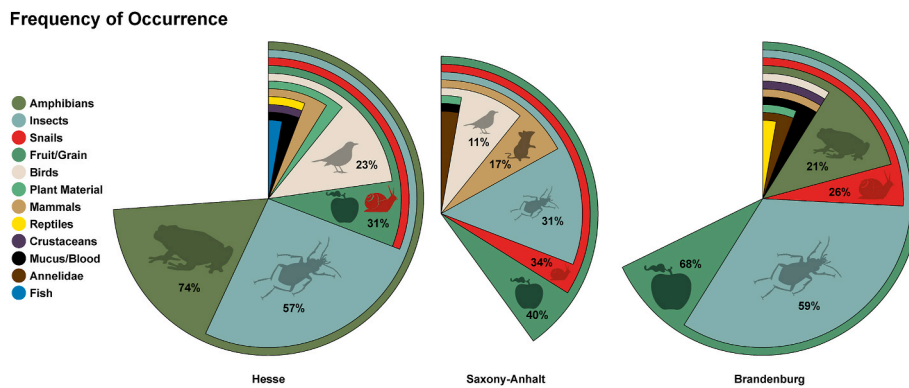 Frequency of Occurrence
Amphibians
Insects
Snails
Fruit/Grain
Birds
Plant Material
Mammals
Reptiles
Crustaceans
Mucus/Blood
Annelidae
Fish
23%
31%
57%
74%
Hesse
11%
17%
31%
34%
40%
Saxony-Anhalt
21%
26%
68%
59%
Brandenburg